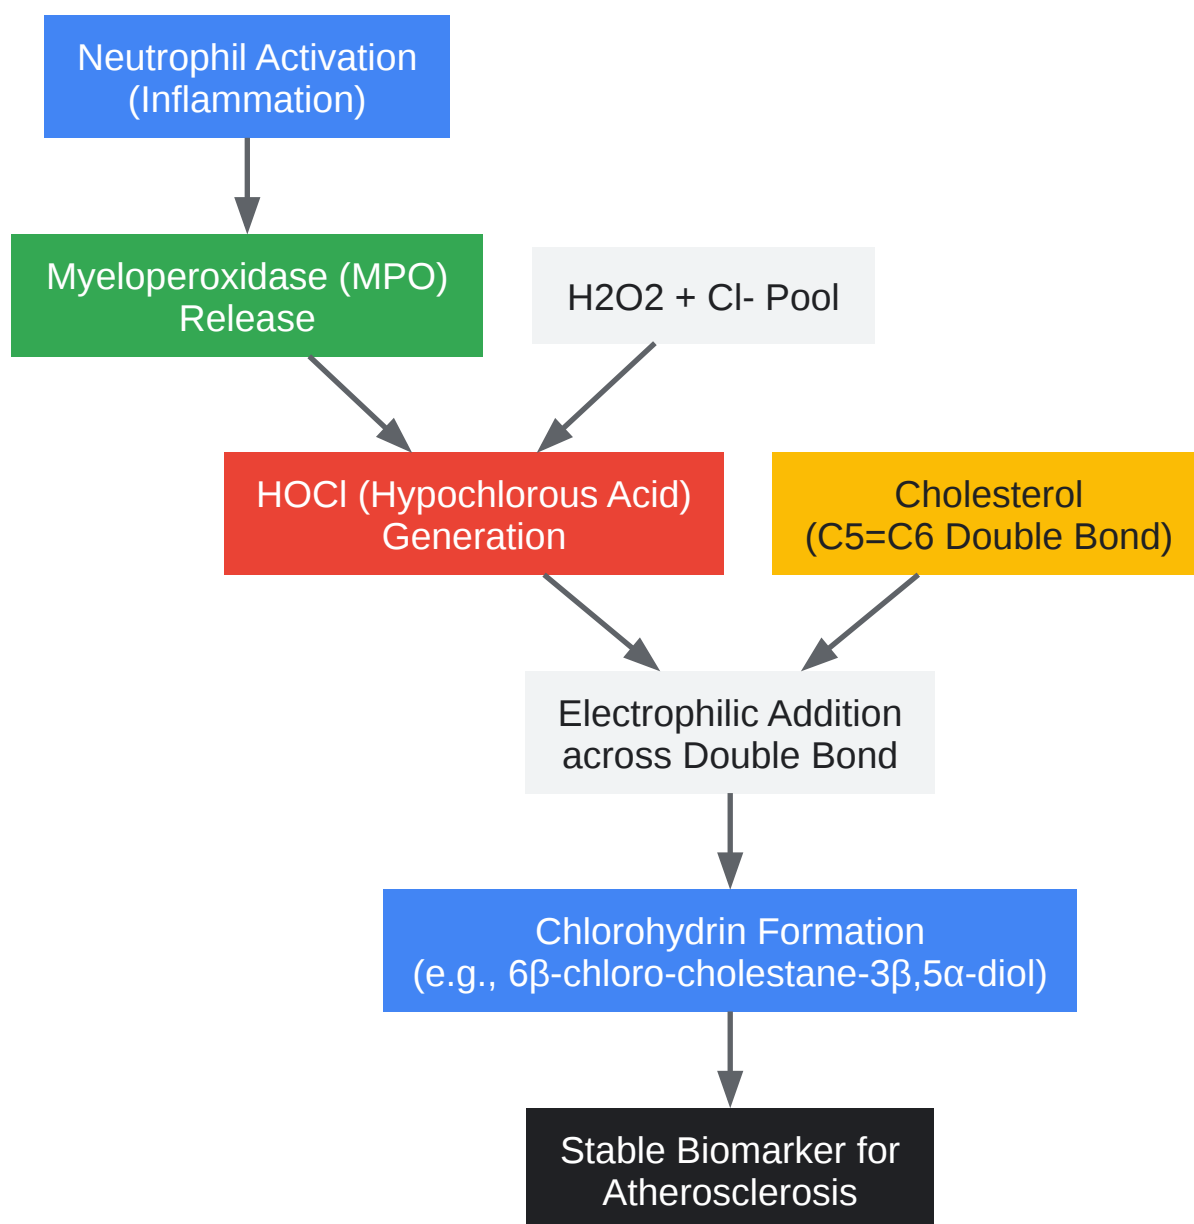 Neutrophil Activation
(Inflammation)
Myeloperoxidase (MPO)
Release
H2O2 + Cl- Pool
HOCl (Hypochlorous Acid)
Generation
Cholesterol
(C5=C6 Double Bond)
Electrophilic Addition
across Double Bond
Chlorohydrin Formation
(e.g., 6β-chloro-cholestane-3β,5α-diol)
Stable Biomarker for
Atherosclerosis